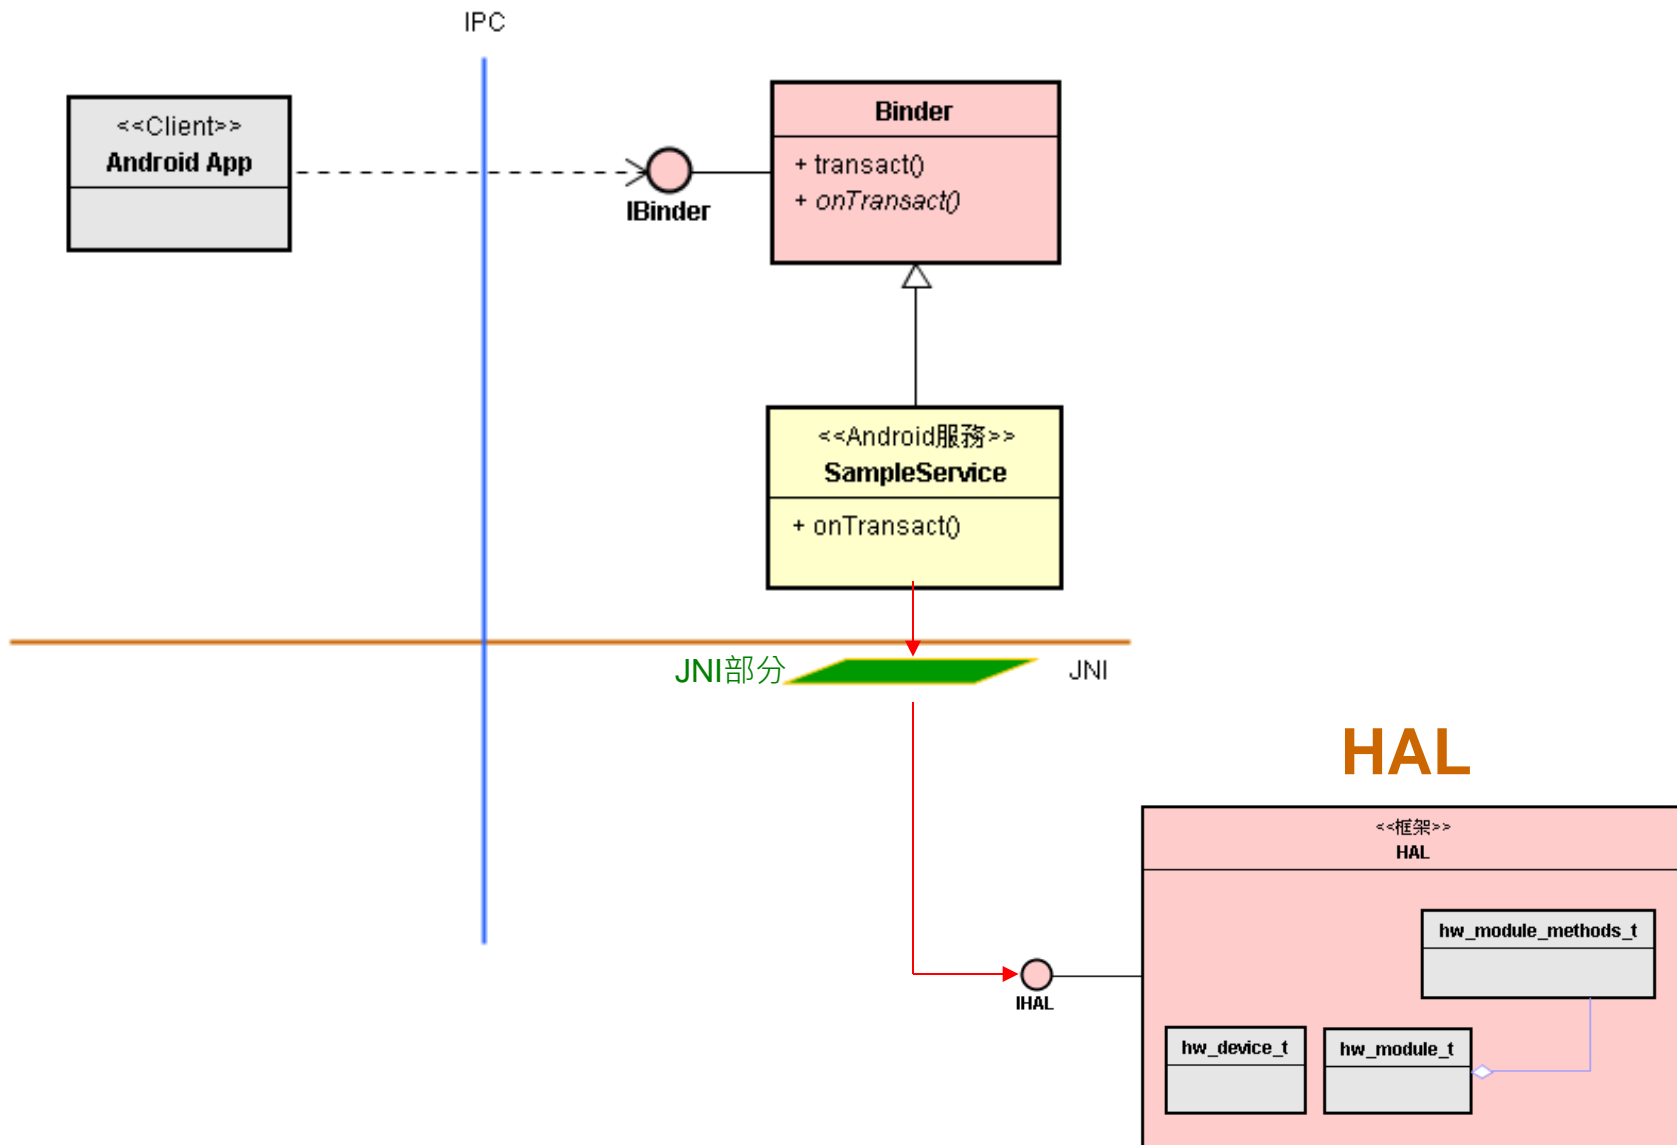 IPC
<<Client>>
Android App
IBinder
Binder
+ transact()
+ onTransact()
<<Android服務>>
SampleService
+ onTransact()
JNI部分
JNI
HAL
<<框架>>
HAL
hw_module_methods_t
IHAL
hw_device_t
hw_module_t